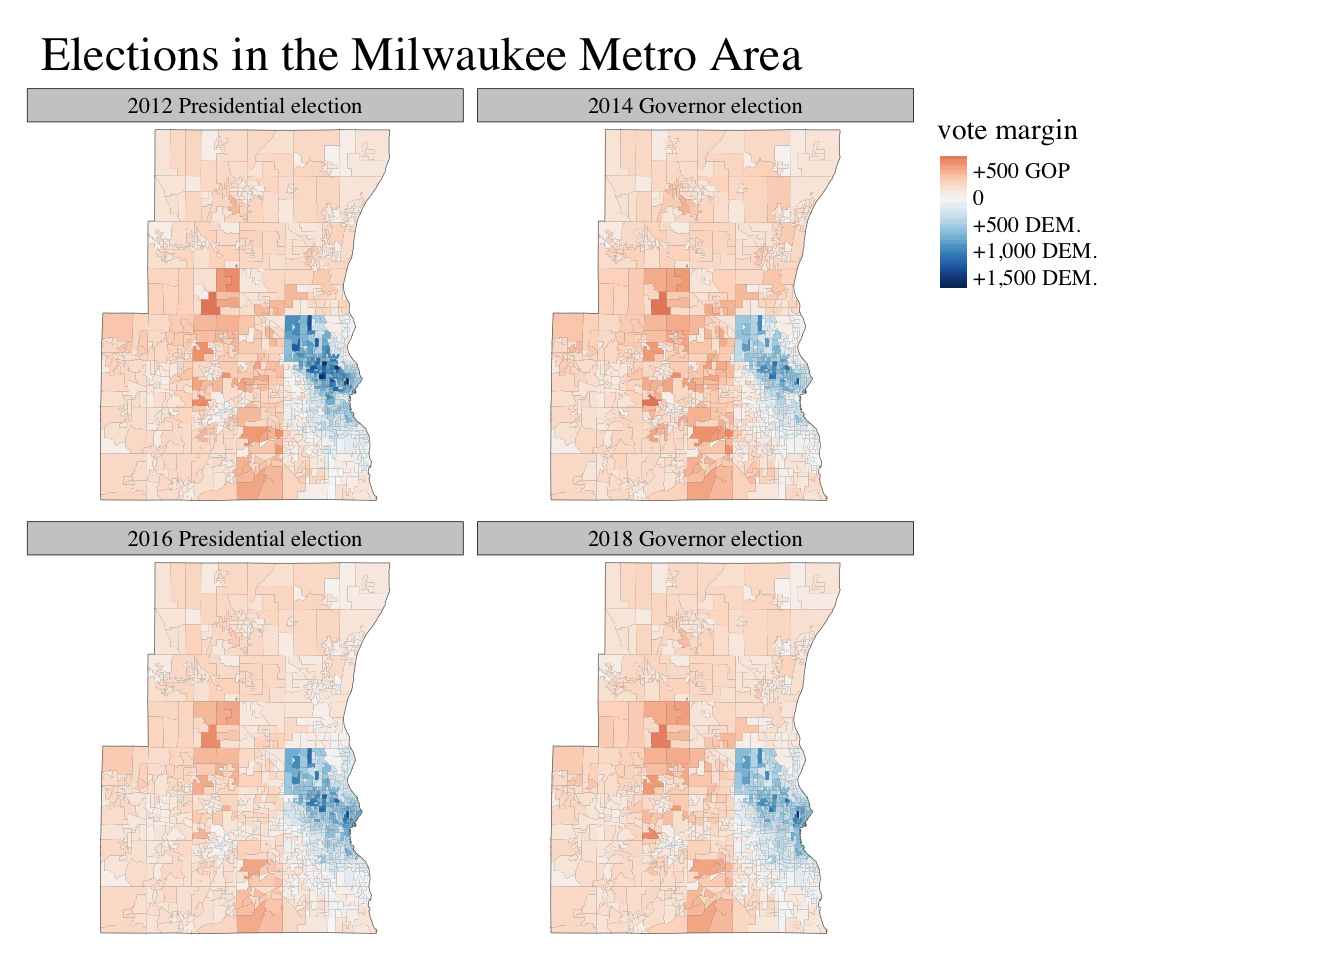 Elections in the Milwaukee Metro Area
2012 Presidential election
2014 Governor election
vote margin
+500 GOP
0
+500 DEM.
+1,000 DEM.
+1,500 DEM.
2016 Presidential election
2018 Governor election